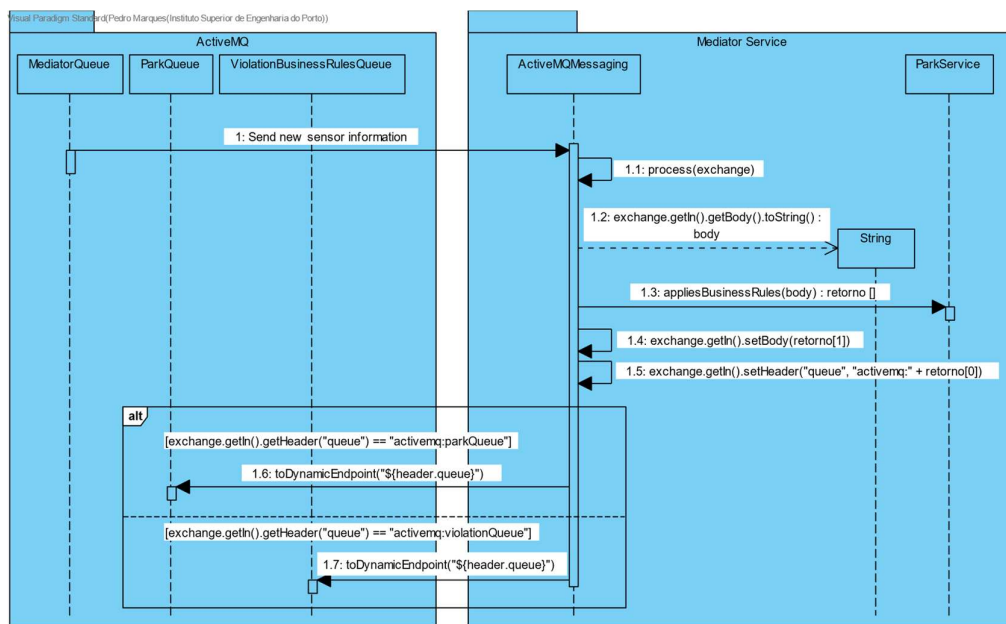 Visual Paradigm Standard(Pedro Marques(Instituto Superior de Engenharia do Porto))
ActiveMQ
Mediator Service
MediatorQueue
ParkQueue
ViolationBusinessRulesQueue
ActiveMQMessaging
ParkService
1: Send new sensor information
1.1: process(exchange)
1.2: exchange.getIn().getBody().toString() :
body
String
1.3: appliesBusinessRules(body) : retorno []
1.4: exchange.getIn().setBody(retorno[1])
1.5: exchange.getIn().setHeader("queue", "activemq:" + retorno[0])
alt
[exchange.getIn().getHeader("queue") == "activemq:parkQueue"]
1.6: toDynamicEndpoint("${header.queue}")
[exchange.getIn().getHeader("queue") == "activemq:violationQueue"]
1.7: toDynamicEndpoint("${header.queue}")